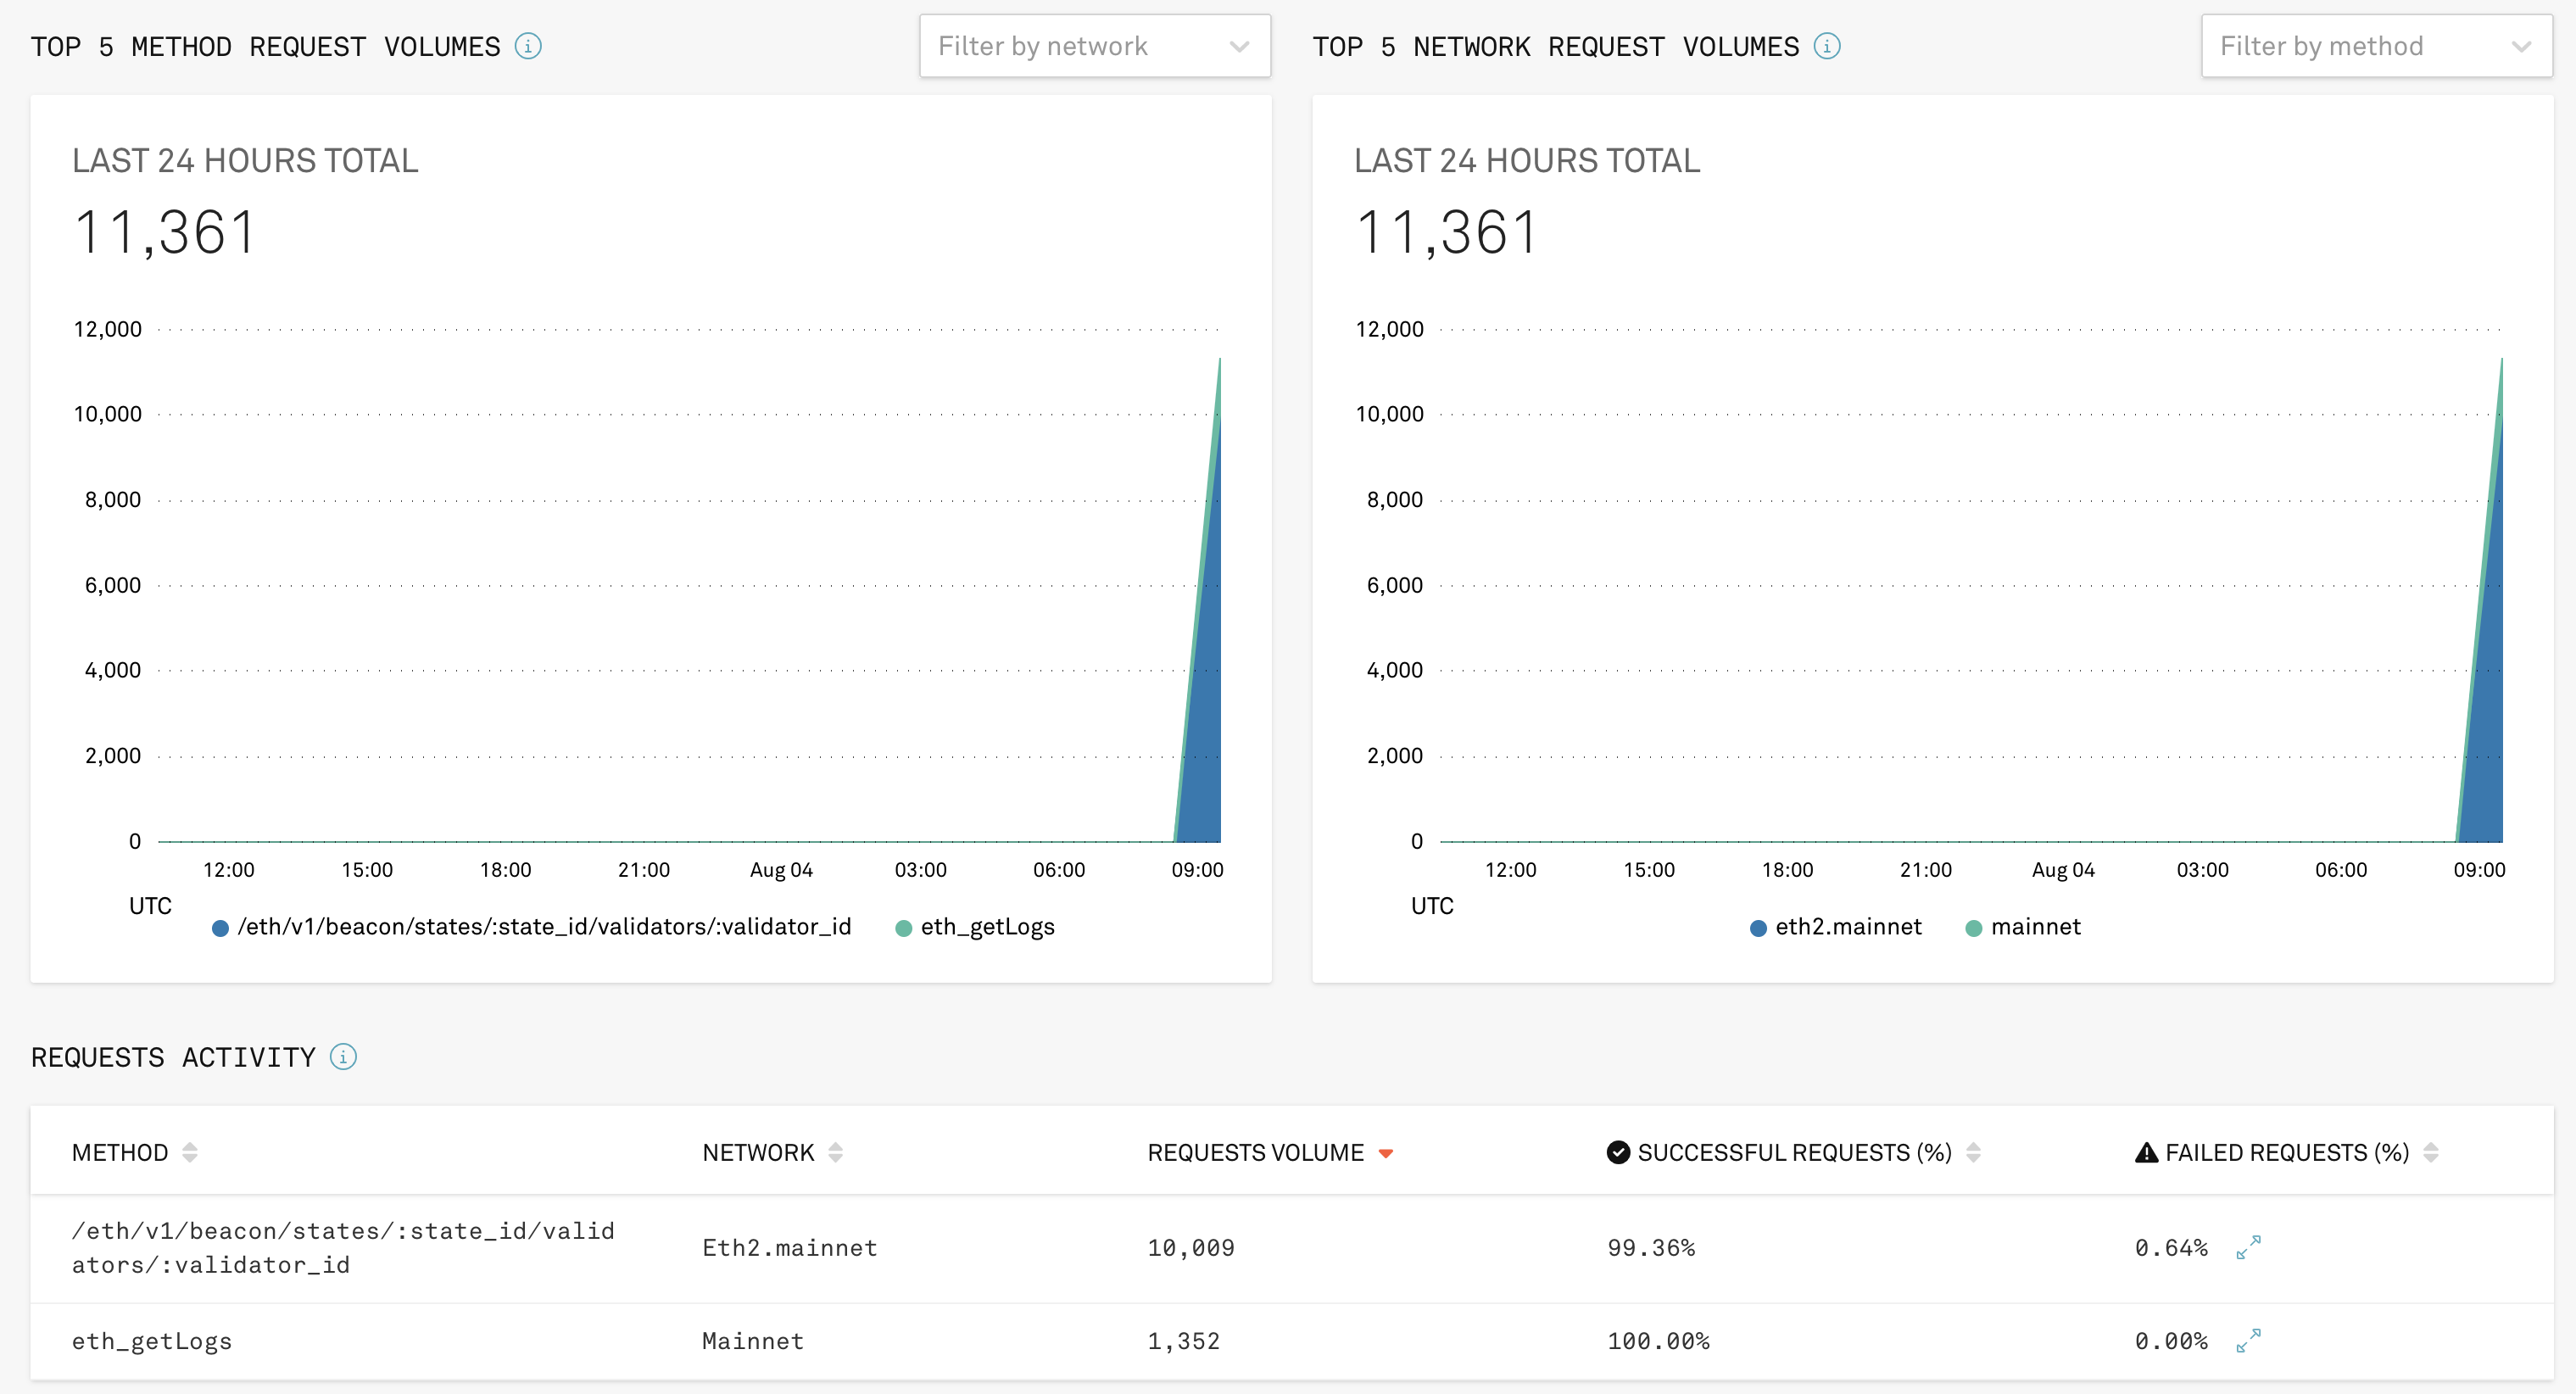 TOP 5 METHOD REQUEST VOLUMES
Filter by network
LAST 24 HOURS TOTAL
11,361
12,000
10,000
8,000
6,000
4,000
2,000
0
12:00 15:00 18:00 21:00 Aug 04 03:00 06:00 09:00
UTC
/eth/v1/beacon/states/:state_id/validators/:validator_id eth_getLogs
TOP 5 NETWORK REQUEST VOLUMES
Filter by method
LAST 24 HOURS TOTAL
11,361
12,000
10,000
8,000
6,000
4,000
2,000
0
12:00 15:00 18:00 21:00 Aug 04 03:00 06:00 09:00
UTC
eth2.mainnet mainnet
REQUESTS ACTIVITY
METHOD NETWORK REQUESTS VOLUME SUCCESSFUL REQUESTS (%) FAILED REQUESTS (%)
/eth/v1/beacon/states/:state_id/valid
ators/:validator_id
Eth2.mainnet 10,009 99.36% 0.64%
eth_getLogs Mainnet 1,352 100.00% 0.00%